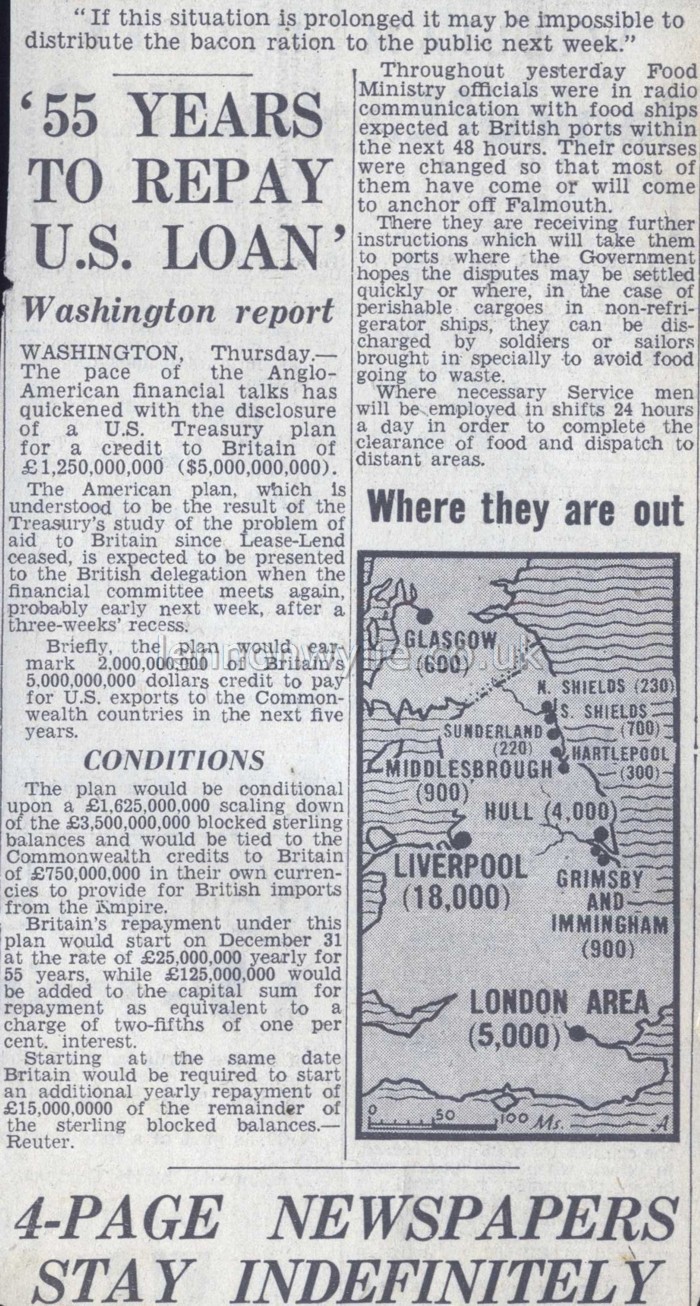 "If this situation is prolonged it may be impossible to
distribute the bacon ration to the public next week."
'55 YEARS
TO REPAY
U.S. LOAN'
Washington report
WASHINGTON, Thursday.—
The pace of the Anglo-
American financial talks has
quickened with the disclosure
of a U.S. Treasury plan
for a credit to Britain of
£1,250,000,000 ($5,000,000,000).
The American plan, which is
understood to be the result of the
Treasury's study of the problem of
aid to Britain since Lease-Lend
ceased, is expected to be presented
to the British delegation when the
financial committee meets again,
probably early next week, after a
three-weeks' recess.
Briefly, the plan would ear-
mark 2,000,000,000 of Britain's
5,000,000,000 dollars credit to pay
for U.S. exports to the Common-
wealth countries in the next five
years.
CONDITIONS
The plan would be conditional
upon a £1,625,000,000 scaling down
of the £3,500,000,000 blocked sterling
balances and would be tied to the
Commonwealth credits to Britain
of £750,000,000 in their own curren-
cies to provide for British imports
from the Empire.
Britain's repayment under this
plan would start on December 31
at the rate of £25,000,000 yearly for
55 years, while £125,000,000 would
be added to the capital sum for
repayment as equivalent to a
charge of two-fifths of one per
cent. interest.
Starting at the same date
Britain would be required to start
an additional yearly repayment of
£15,000,0000 of the remainder of
the sterling blocked balances.—
Reuter.
Throughout yesterday Food
Ministry officials were in radio
communication with food ships
expected at British ports within
the next 48 hours. Their courses
were changed so that most of
them have come or will come
to anchor off Falmouth.
There they are receiving further
instructions which will take them
to ports where the Government
hopes the disputes may be settled
quickly or where, in the case of
perishable cargoes in non-refri-
gerator ships, they can be dis-
charged by soldiers or sailors
brought in specially to avoid food
going to waste.
Where necessary Service men
will be employed in shifts 24 hours
a day in order to complete the
clearance of food and dispatch to
distant areas.
Where they are out
GLASGOW
(600)
N. SHIELDS (230)
S. SHIELDS
(700)
SUNDERLAND
(220)
HARTLEPOOL
(300)
MIDDLESBROUGH
(900)
HULL (4,000)
LIVERPOOL
(18,000)
GRIMSBY
AND
IMMINGHAM
(900)
LONDON AREA
(5,000)
0 50 100 Ms.
A
4-PAGE NEWSPAPERS
STAY INDEFINITELY
lennonwylie.co.uk